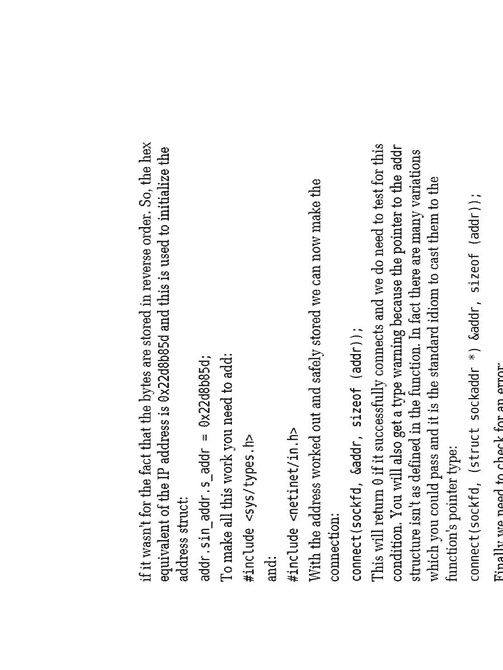 if it wasn't for the fact that the bytes are stored in reverse order. So, the hex
equivalent of the IP address is 0x22d8b85d and this is used to initialize the
address struct:
addr.sin_addr.s_addr = 0x22d8b85d;
To make all this work you need to add:
#include <sys/types.h>
and:
#include <netinet/in.h>
With the address worked out and safely stored we can now make the
connection:
connect(sockfd, &addr, sizeof (addr));
This will return 0 if it successfully connects and we do need to test for this
condition. You will also get a type warning because the pointer to the addr
structure isn't as defined in the function. In fact there are many variations
which you could pass and it is the standard idiom to cast them to the
function's pointer type:
connect(sockfd, (struct sockaddr *) &addr, sizeof (addr));
Finally we need to check for an error: